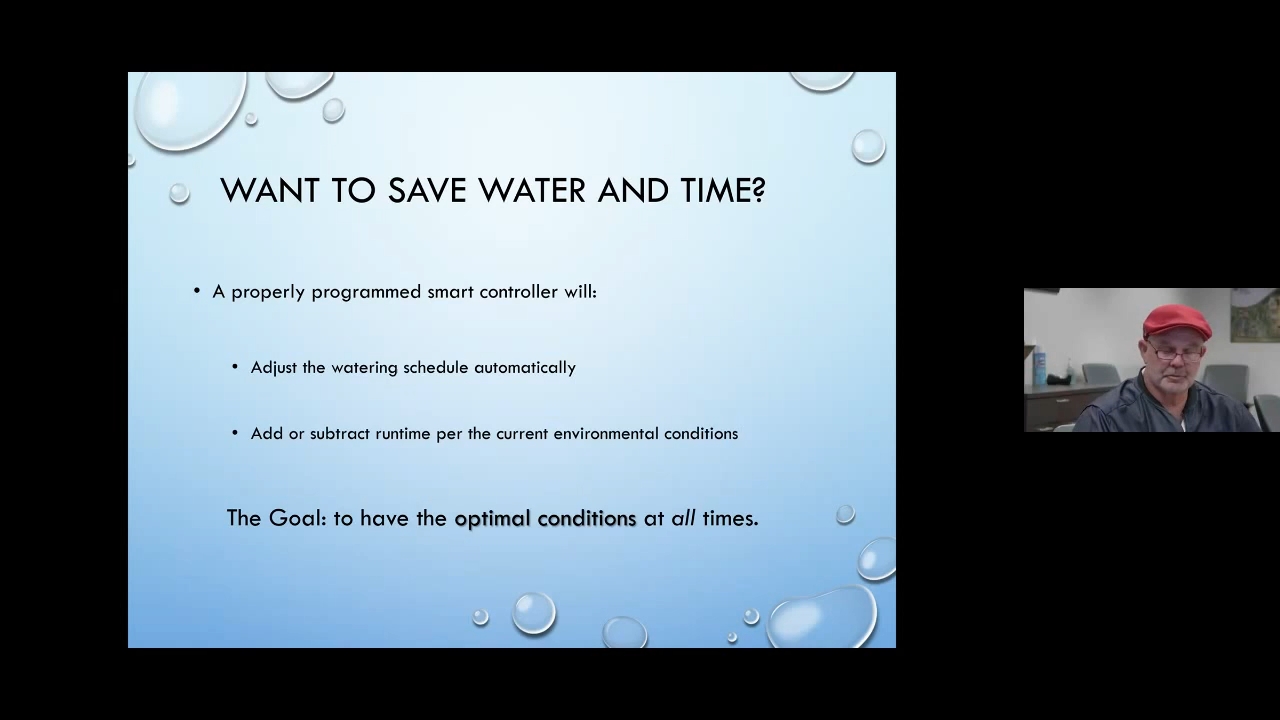 WANT TO SAVE WATER AND TIME?
• A properly programmed smart controller will:
• Adjust the watering schedule automatically
• Add or subtract runtime per the current environmental conditions
The Goal: to have the optimal conditions at all times.